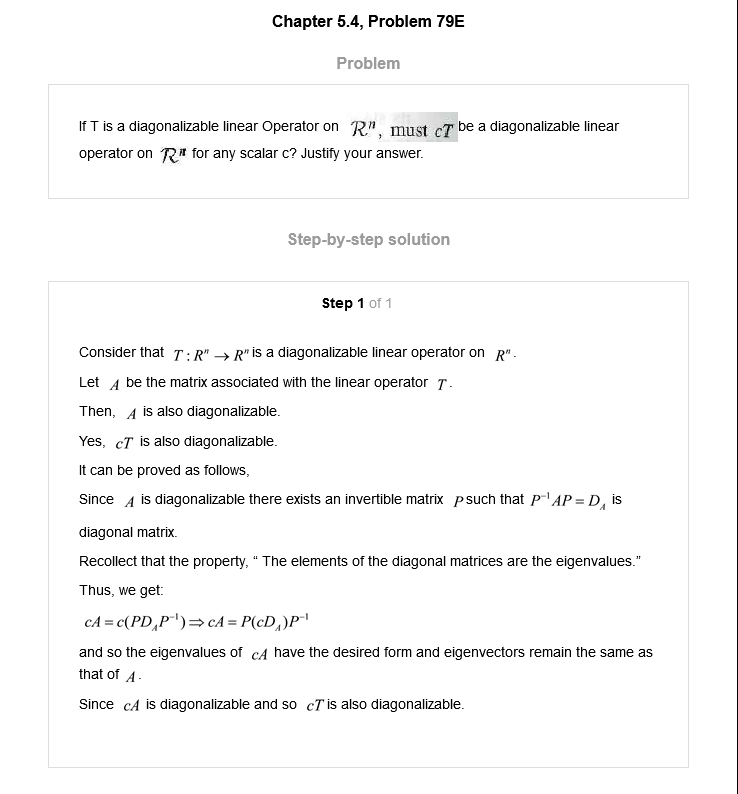 Chapter 5.4, Problem 79E
Problem
If T is a diagonalizable linear Operator on 𝓡ⁿ, must cT be a diagonalizable linear
operator on 𝓡ⁿ for any scalar c? Justify your answer.
Step-by-step solution
Step 1 of 1
Consider that T : Rⁿ → Rⁿ is a diagonalizable linear operator on Rⁿ.
Let A be the matrix associated with the linear operator T.
Then, A is also diagonalizable.
Yes, cT is also diagonalizable.
It can be proved as follows,
Since A is diagonalizable there exists an invertible matrix P such that P⁻¹AP = D_A is
diagonal matrix.
Recollect that the property, “ The elements of the diagonal matrices are the eigenvalues.”
Thus, we get:
cA = c(PD_AP⁻¹) ⇒ cA = P(cD_A)P⁻¹
and so the eigenvalues of cA have the desired form and eigenvectors remain the same as
that of A.
Since cA is diagonalizable and so cT is also diagonalizable.